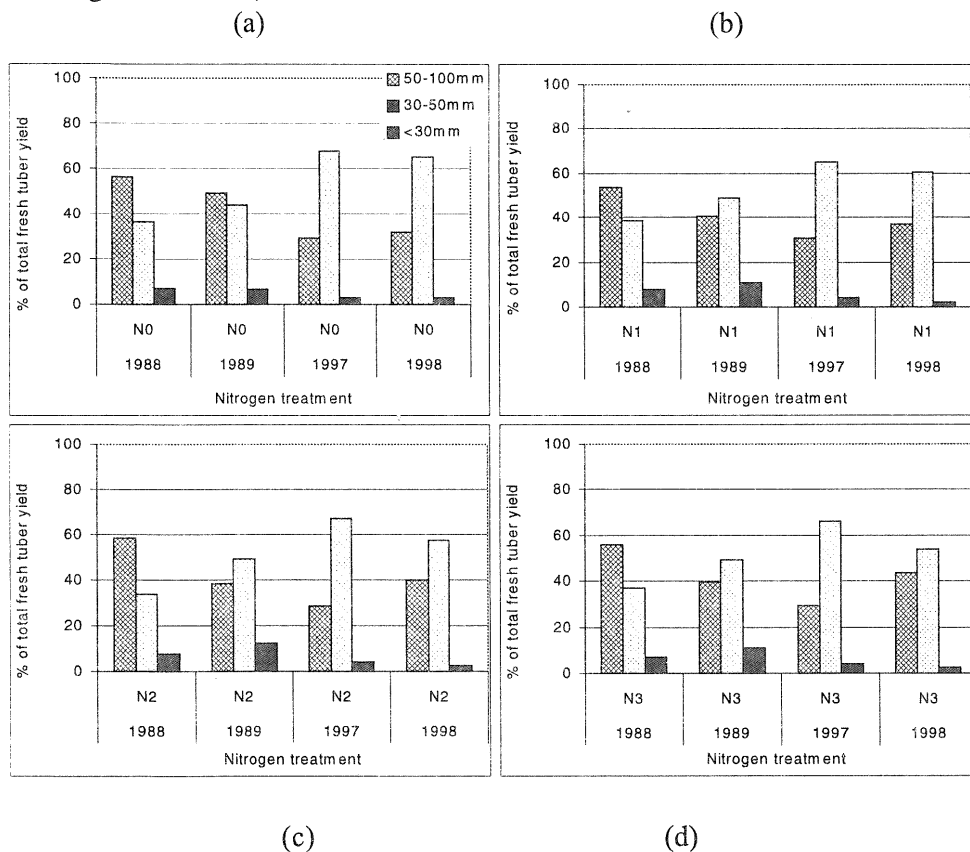 (a) (b)
100
80
60
40
20
0
% of total fresh tuber yield
50-100mm
30-50mm
<30mm
N0 N0 N0 N0
1988 1989 1997 1998
Nitrogen treatment
100
80
60
40
20
0
% of total fresh tuber yield
N1 N1 N1 N1
1988 1989 1997 1998
Nitrogen treatment
100
80
60
40
20
0
% of total fresh tuber yield
N2 N2 N2 N2
1988 1989 1997 1998
Nitrogen treatment
100
80
60
40
20
0
% of total fresh tuber yield
N3 N3 N3 N3
1988 1989 1997 1998
Nitrogen treatment
(c) (d)